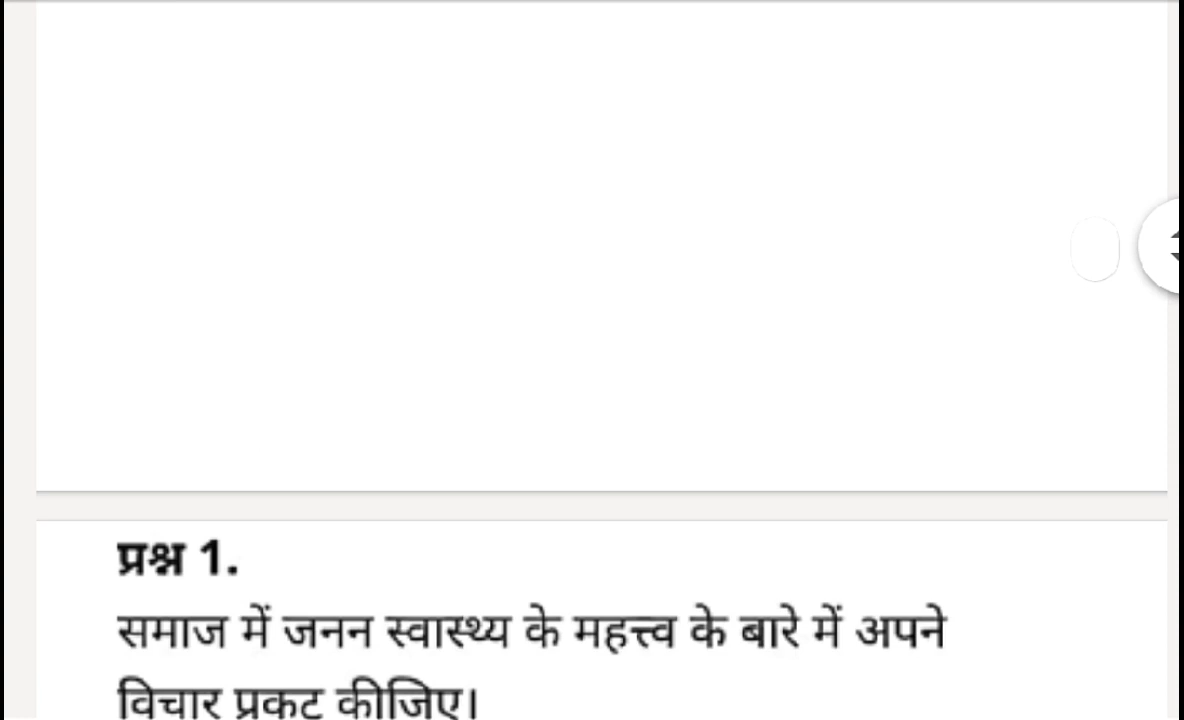 प्रश्न 1.
समाज में जनन स्वास्थ्य के महत्त्व के बारे में अपने
विचार प्रकट कीजिए।